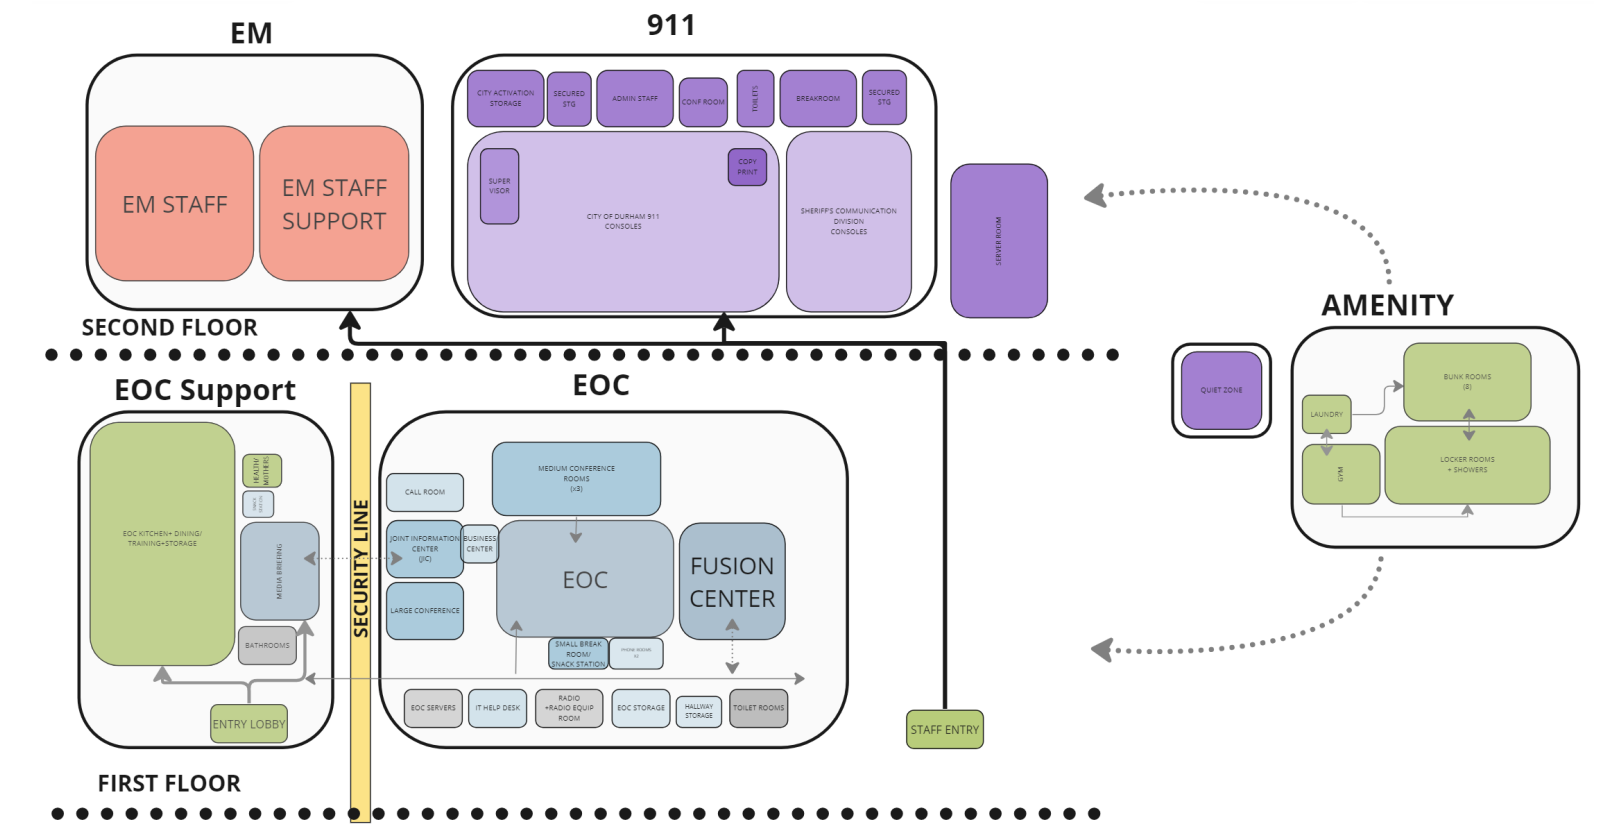 EM
911
CITY ACTIVATION
STORAGE
SECURED
STG
ADMIN STAFF
CONF ROOM
TOILETS
BREAKROOM
SECURED
STG
EM STAFF
EM STAFF
SUPPORT
SUPER
VISOR
COPY
PRINT
CITY OF DURHAM 911
CONSOLES
SHERIFF'S COMMUNICATION
DIVISION
CONSOLES
SERVER ROOM
SECOND FLOOR
AMENITY
QUIET ZONE
BUNK ROOMS
(8)
LAUNDRY
GYM
LOCKER ROOMS
+ SHOWERS
EOC Support
EOC
EOC KITCHEN+ DINING/
TRAINING+STORAGE
HEALTH/
MOTHERS
MEDIA BRIEFING
BATHROOMS
ENTRY LOBBY
SECURITY LINE
CALL ROOM
MEDIUM CONFERENCE
ROOMS
(x3)
JOINT INFORMATION
CENTER
(JIC)
BUSINESS
CENTER
EOC
FUSION
CENTER
LARGE CONFERENCE
SMALL BREAK
ROOM/
SNACK STATION
PHONE ROOMS
EOC SERVERS
IT HELP DESK
RADIO
+RADIO EQUIP
ROOM
EOC STORAGE
HALLWAY
STORAGE
TOILET ROOMS
STAFF ENTRY
FIRST FLOOR